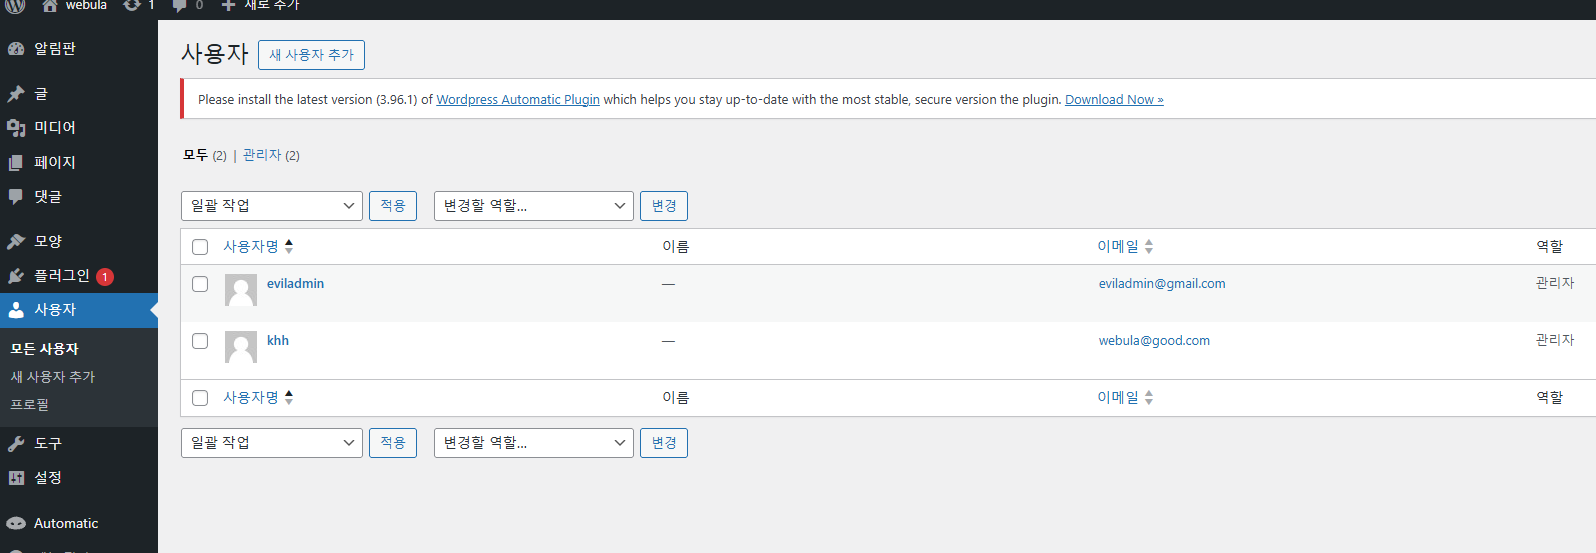 webula 1 0 새로 추가
알림판
글
미디어
페이지
댓글
모양
플러그인 1
사용자
모든 사용자
새 사용자 추가
프로필
도구
설정
Automatic
사용자 새 사용자 추가
Please install the latest version (3.96.1) of Wordpress Automatic Plugin which helps you stay up-to-date with the most stable, secure version the plugin. Download Now »
모두 (2) | 관리자 (2)
일괄 작업 적용 변경할 역할... 변경
사용자명 이름 이메일 역할
eviladmin — eviladmin@gmail.com 관리자
khh — webula@good.com 관리자
사용자명 이름 이메일 역할
일괄 작업 적용 변경할 역할... 변경